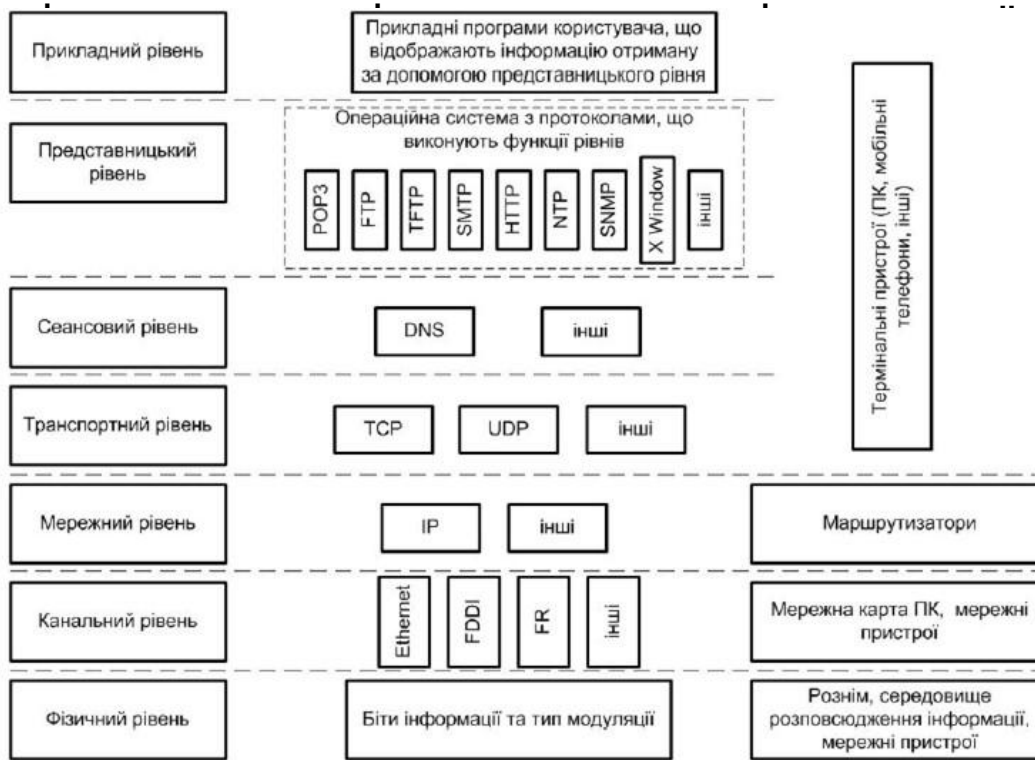 Прикладний рівень
Прикладні програми користувача, що
відображають інформацію отриману
за допомогою представницького рівня
Термінальні пристрої (ПК, мобільні
телефони, інші)
Представницький
рівень
Операційна система з протоколами, що
виконують функції рівнів
POP3
FTP
TFTP
SMTP
HTTP
NTP
SNMP
X Window
інші
Сеансовий рівень
DNS
інші
Транспортний рівень
TCP
UDP
інші
Мережний рівень
IP
інші
Маршрутизатори
Канальний рівень
Ethernet
FDDI
FR
інші
Мережна карта ПК, мережні
пристрої
Фізичний рівень
Біти інформації та тип модуляції
Рознім, середовище
розповсюдження інформації,
мережні пристрої